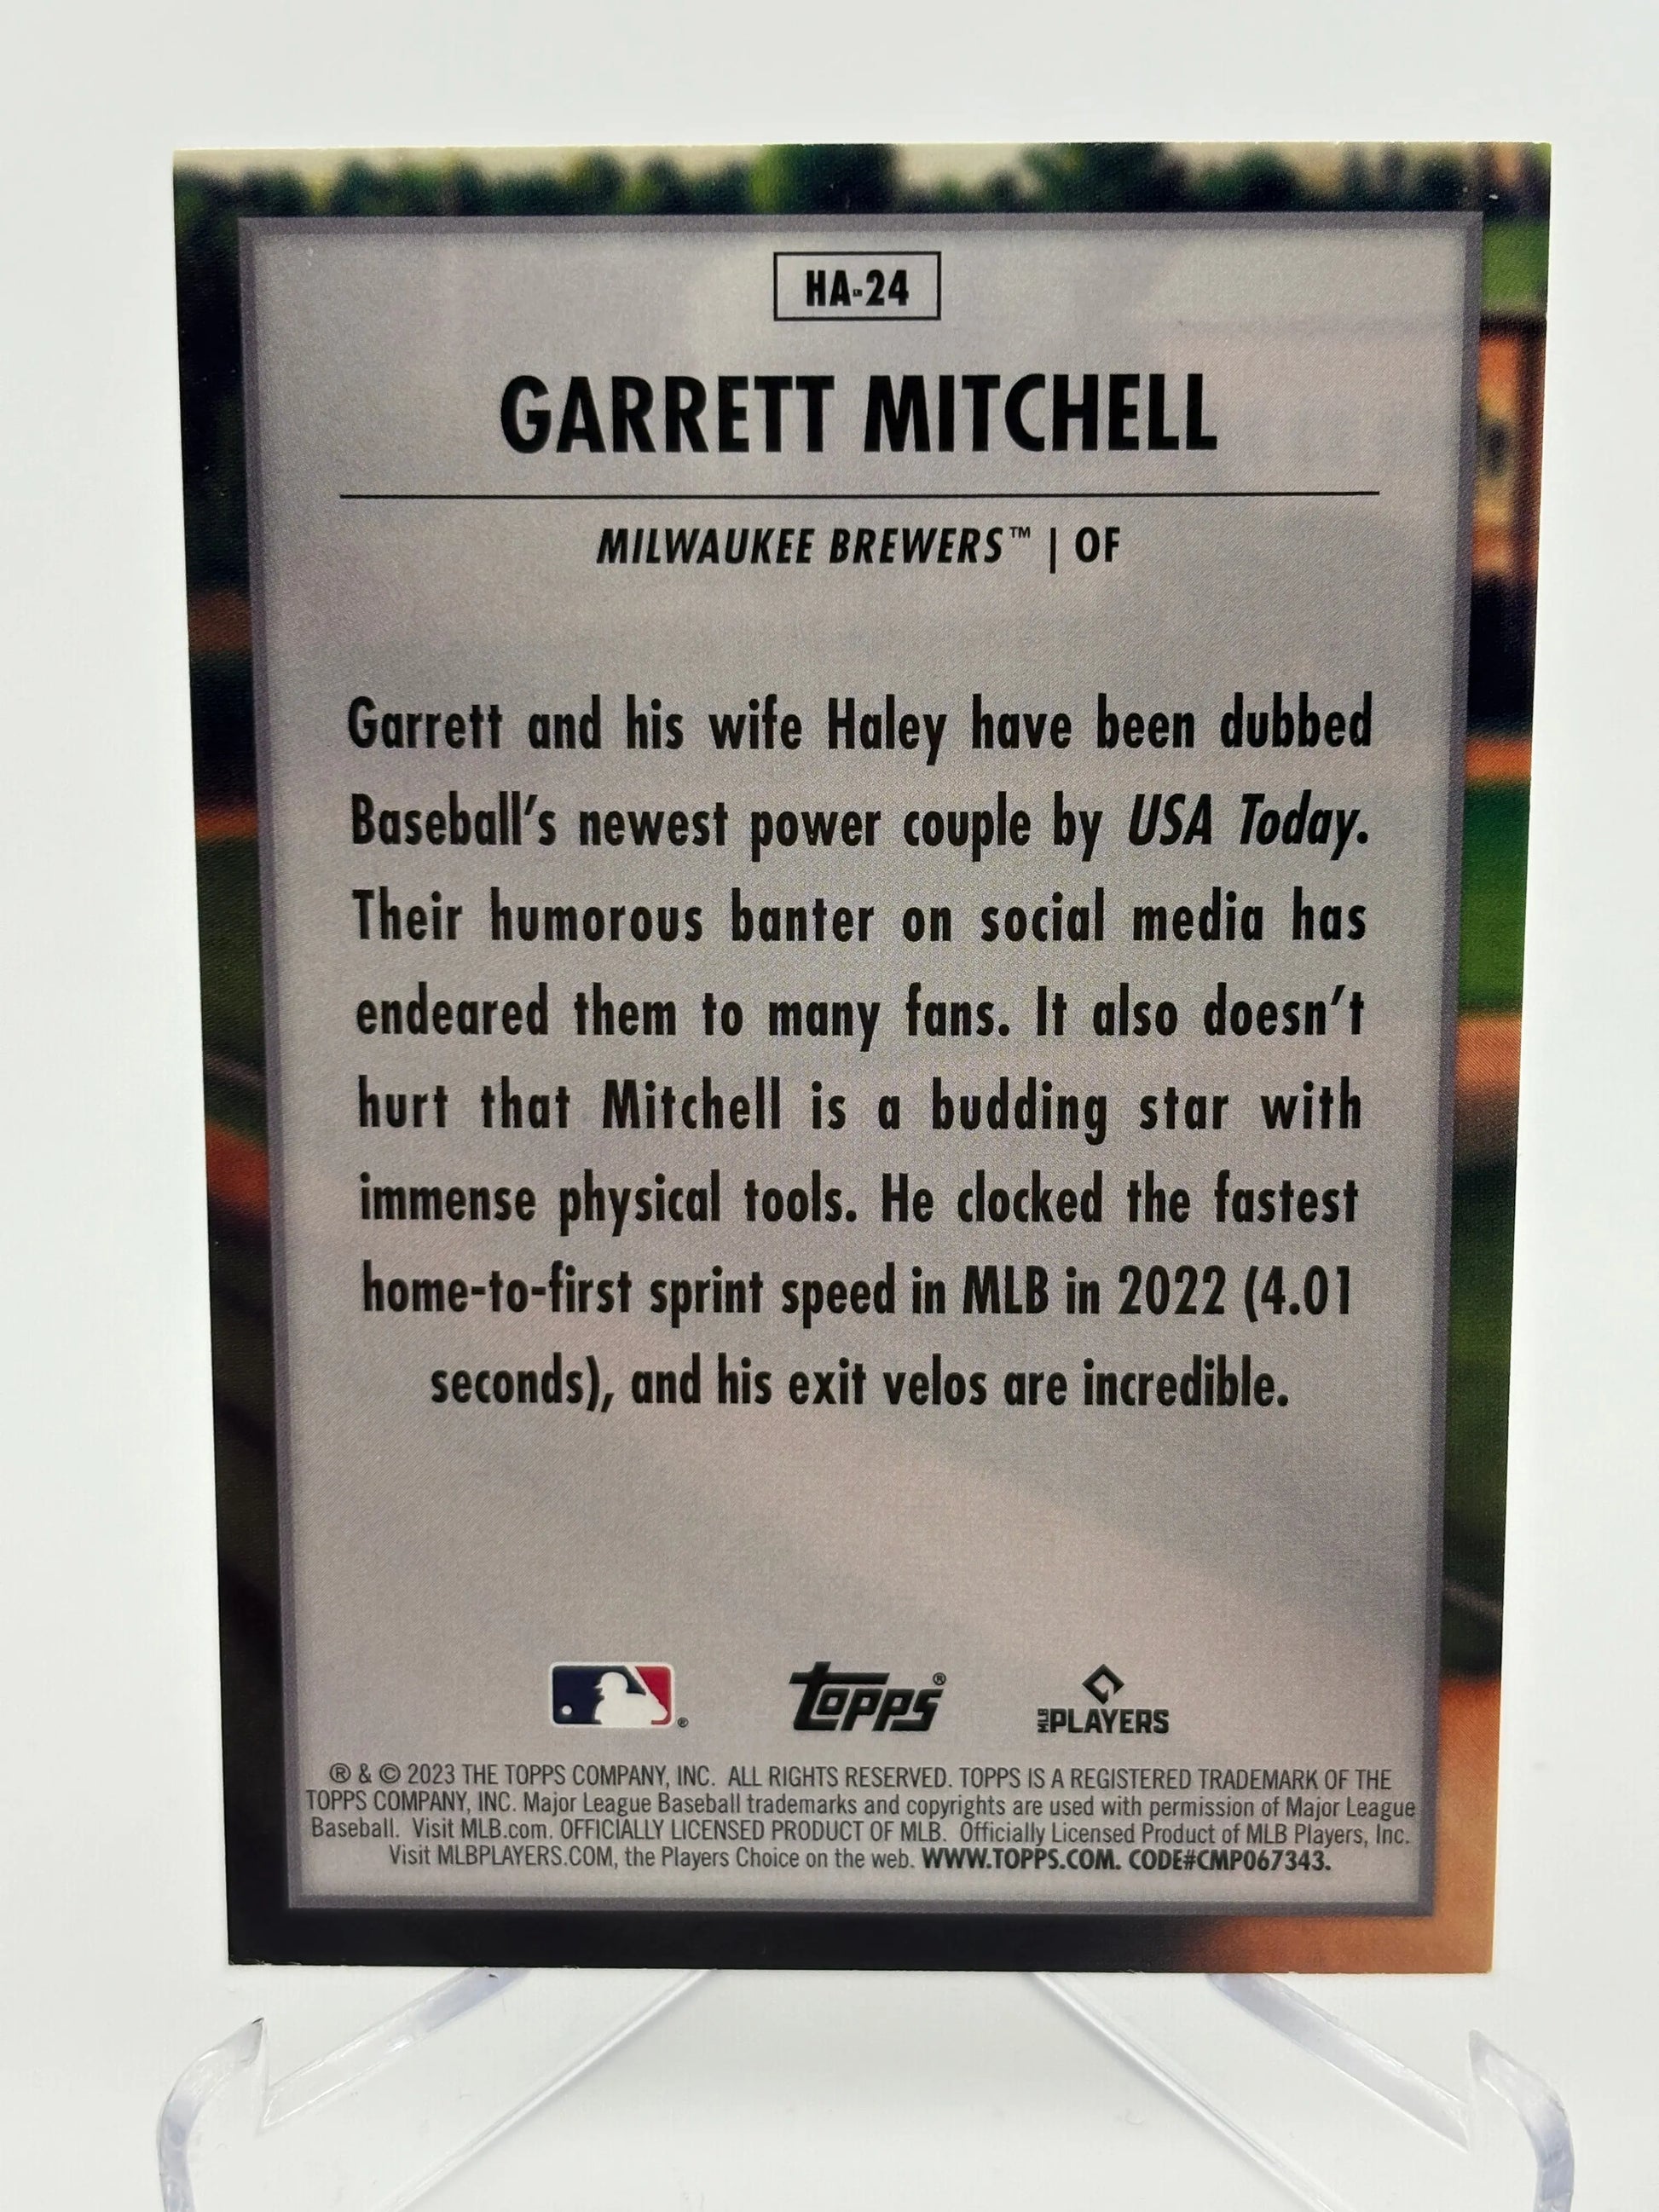 HA-24
GARRETT MITCHELL
MILWAUKEE BREWERS™ | OF
Garrett and his wife Haley have been dubbed
Baseball's newest power couple by USA Today.
Their humorous banter on social media has
endeared them to many fans. It also doesn't
hurt that Mitchell is a budding star with
immense physical tools. He clocked the fastest
home-to-first sprint speed in MLB in 2022 (4.01
seconds), and his exit velos are incredible.
® topps® MLB PLAYERS
® & © 2023 THE TOPPS COMPANY, INC. ALL RIGHTS RESERVED. TOPPS IS A REGISTERED TRADEMARK OF THE
TOPPS COMPANY, INC. Major League Baseball trademarks and copyrights are used with permission of Major League
Baseball. Visit MLB.com. OFFICIALLY LICENSED PRODUCT OF MLB. Officially Licensed Product of MLB Players, Inc.
Visit MLBPLAYERS.COM, the Players Choice on the web. WWW.TOPPS.COM. CODE#CMP067343.